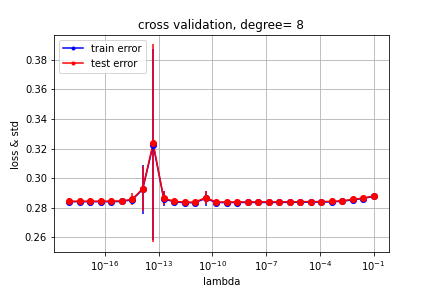 cross validation, degree= 8
train error
test error
loss & std
0.38
0.36
0.34
0.32
0.30
0.28
0.26
10⁻¹⁶ 10⁻¹³ 10⁻¹⁰ 10⁻⁷ 10⁻⁴ 10⁻¹
lambda